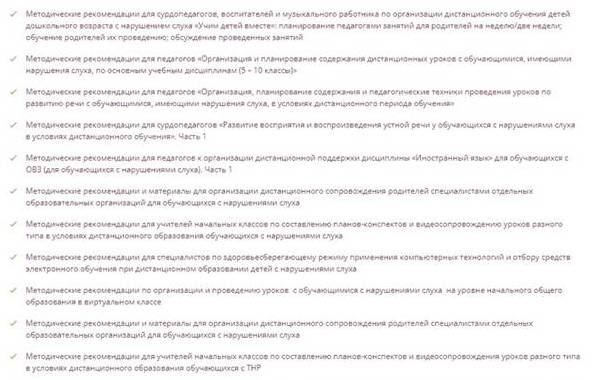 Методические рекомендации для сурдопедагогов, воспитателей и музыкального работника по организации дистанционного обучения детей
дошкольного возраста с нарушением слуха «Учим детей вместе»: планирование педагогами занятий для родителей на неделю/две недели;
обучение родителей их проведению; обсуждение проведенных занятий
Методические рекомендации для педагогов «Организация и планирование содержания дистанционных уроков с обучающимися, имеющими
нарушения слуха, по основным учебным дисциплинам (5 – 10 классы)»
Методические рекомендации для педагогов «Организация, планирование содержания и педагогические техники проведения уроков по
развитию речи с обучающимися, имеющими нарушения слуха, в условиях дистанционного периода обучения»
Методические рекомендации для сурдопедагогов «Развитие восприятия и воспроизведения устной речи у обучающихся с нарушениями слуха
в условиях дистанционного обучения». Часть 1
Методические рекомендации для педагогов к организации дистанционной поддержки дисциплины «Иностранный язык» для обучающихся с
ОВЗ (для обучающихся с нарушениями слуха). Часть 1
Методические рекомендации и материалы для организации дистанционного сопровождения родителей специалистами отдельных
образовательных организаций для обучающихся с нарушениями слуха
Методические рекомендации для учителей начальных классов по составлению планов-конспектов и видеосопровождению уроков разного
типа в условиях дистанционного образования обучающихся с нарушениями слуха
Методические рекомендации для специалистов по здоровьесберегающему режиму применения компьютерных технологий и отбору средств
электронного обучения при дистанционном образовании детей с нарушениями слуха
Методические рекомендации по организации и проведению уроков с обучающимися с нарушениями слуха на уровне начального общего
образования в виртуальном классе
Методические рекомендации и материалы для организации дистанционного сопровождения родителей специалистами отдельных
образовательных организаций для обучающихся с нарушениями слуха
Методические рекомендации для учителей начальных классов по составлению планов-конспектов и видеосопровождения уроков разного типа
в условиях дистанционного образования обучающихся с ТНР